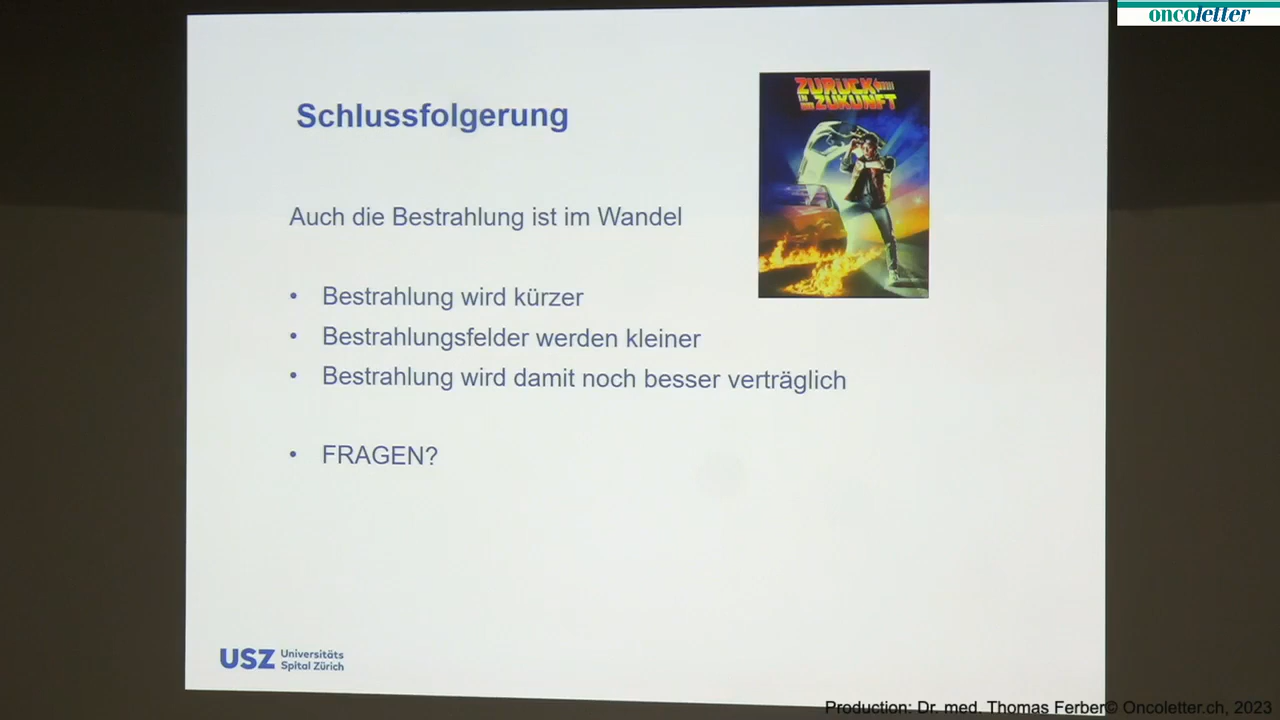 oncoletter
Schlussfolgerung
ZURÜCK
IN DIE ZUKUNFT
Auch die Bestrahlung ist im Wandel
• Bestrahlung wird kürzer
• Bestrahlungsfelder werden kleiner
• Bestrahlung wird damit noch besser verträglich
• FRAGEN?
USZ Universitäts
Spital Zürich
Production: Dr. med. Thomas Ferber© Oncoletter.ch, 2023